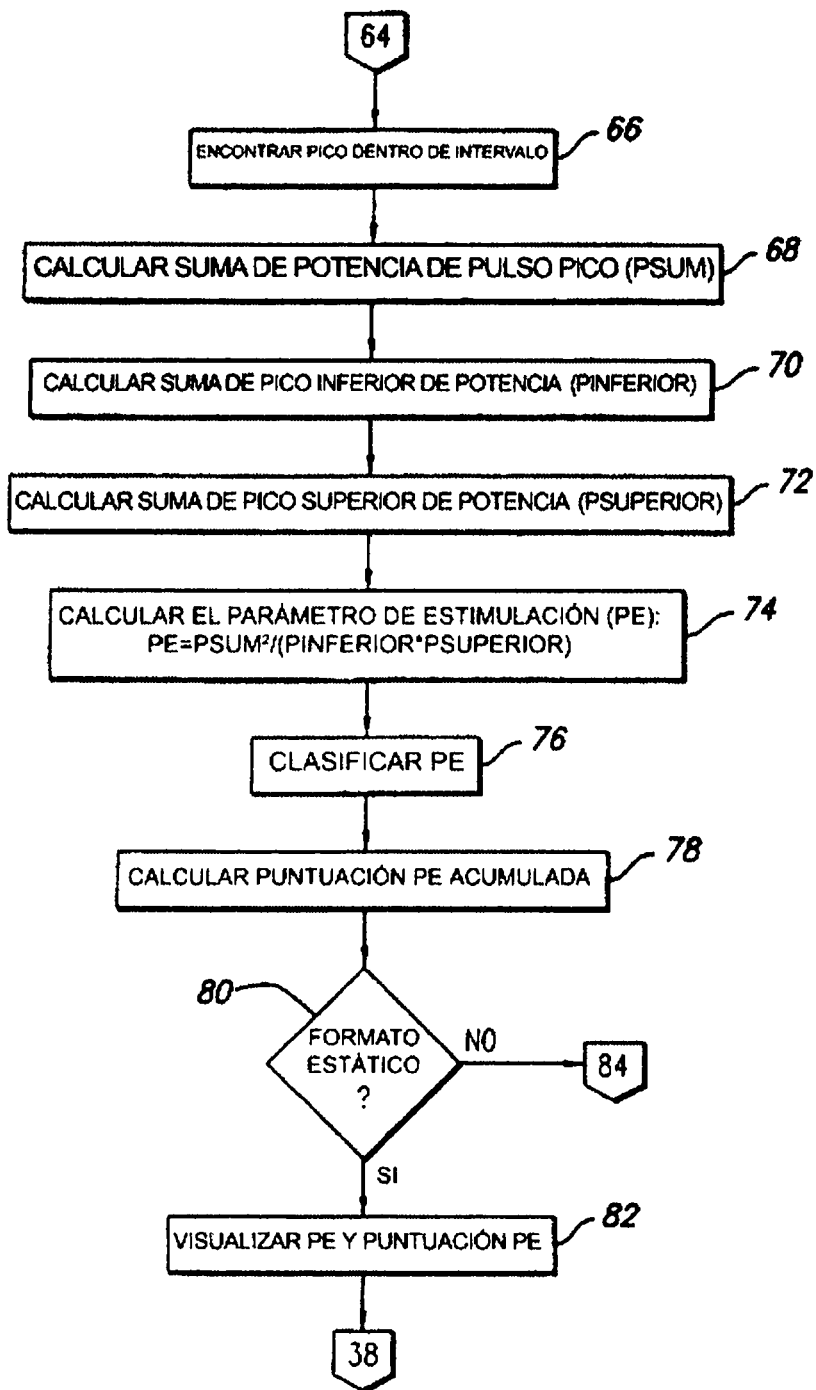 64
ENCONTRAR PICO DENTRO DE INTERVALO
66
CALCULAR SUMA DE POTENCIA DE PULSO PICO (PSUM)
68
CALCULAR SUMA DE PICO INFERIOR DE POTENCIA (PINFERIOR)
70
CALCULAR SUMA DE PICO SUPERIOR DE POTENCIA (PSUPERIOR)
72
CALCULAR EL PARÁMETRO DE ESTIMULACIÓN (PE):
PE=PSUM²/(PINFERIOR*PSUPERIOR)
74
CLASIFICAR PE
76
CALCULAR PUNTUACIÓN PE ACUMULADA
78
80
FORMATO
ESTÁTICO
?
NO
84
SI
VISUALIZAR PE Y PUNTUACIÓN PE
82
38